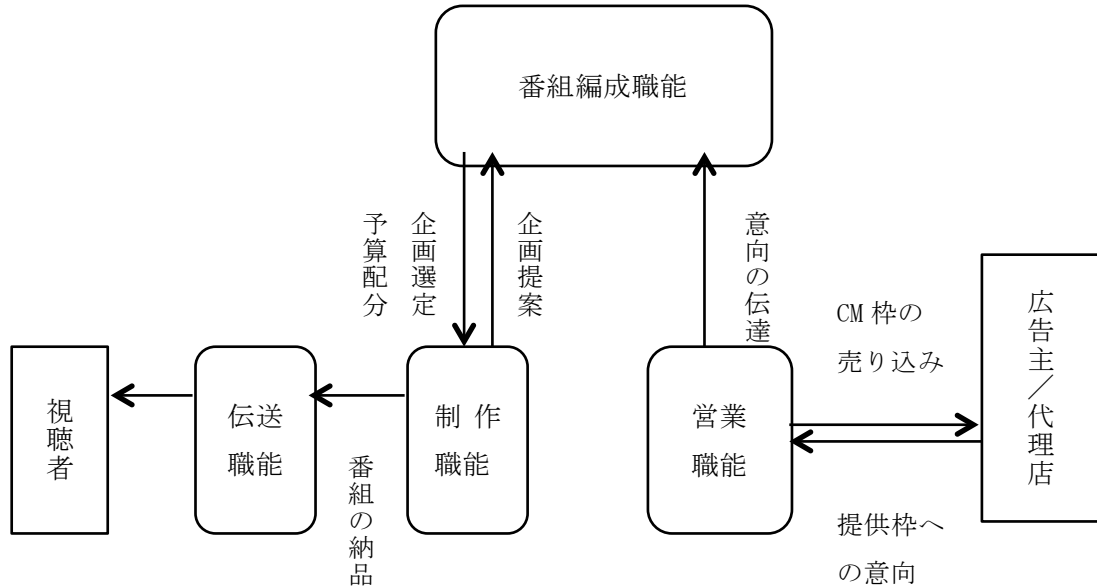 番組編成職能
予算配分
企画選定
企画提案
意向の伝達
CM 枠の
売り込み
広告主／代理店
視聴者
伝送
職能
制 作
職能
営業
職能
番組の納品
提供枠へ
の意向